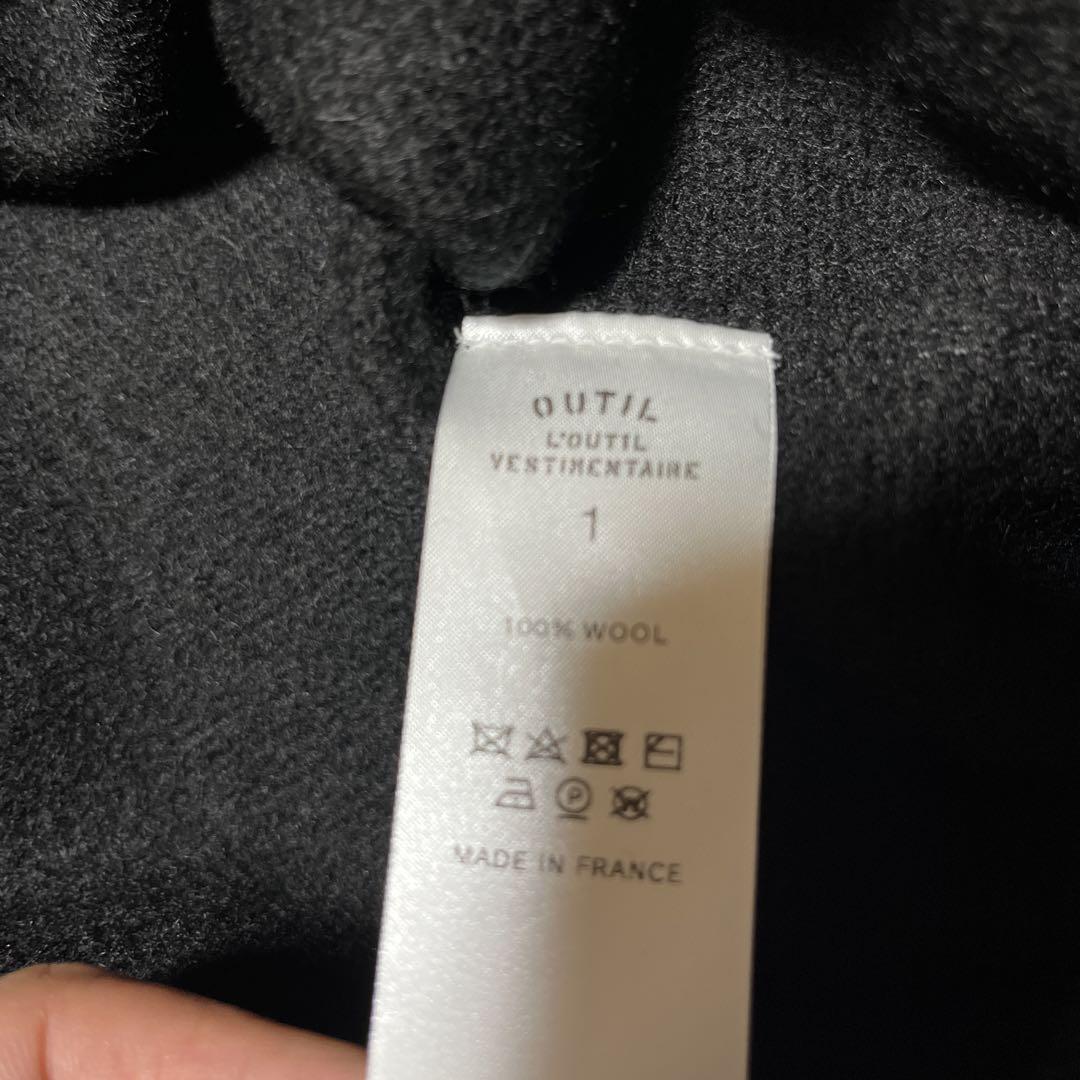 OUTIL
L'OUTIL
VESTIMENTAIRE
1
100% WOOL
P
W
MADE IN FRANCE